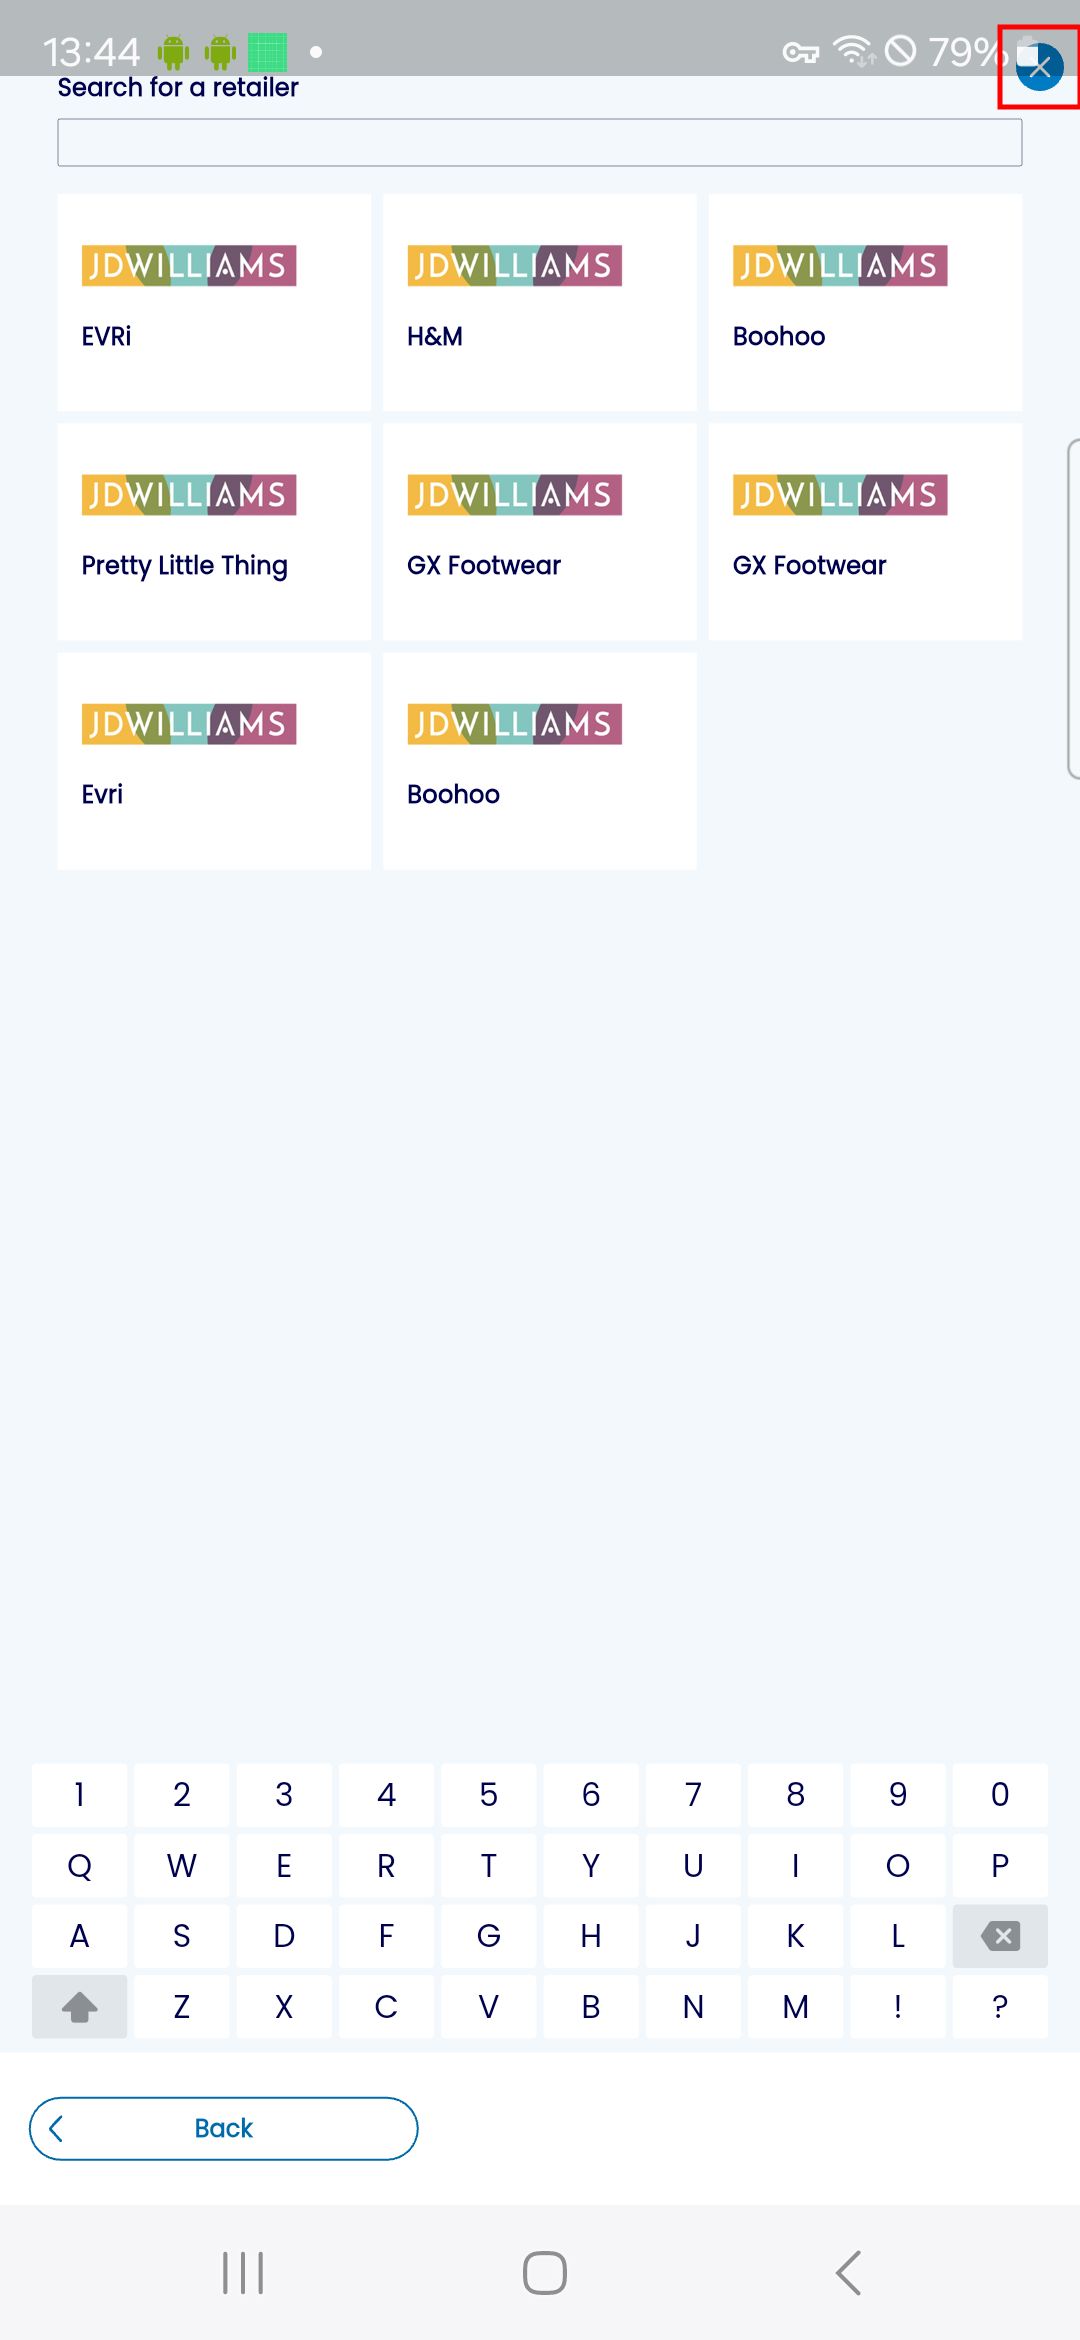 13:44 79%
Search for a retailer
JDWILLIAMS JDWILLIAMS JDWILLIAMS
EVRi H&M Boohoo
JDWILLIAMS JDWILLIAMS JDWILLIAMS
Pretty Little Thing GX Footwear GX Footwear
JDWILLIAMS JDWILLIAMS
Evri Boohoo
1 2 3 4 5 6 7 8 9 0
Q W E R T Y U I O P
A S D F G H J K L
Z X C V B N M ! ?
Back